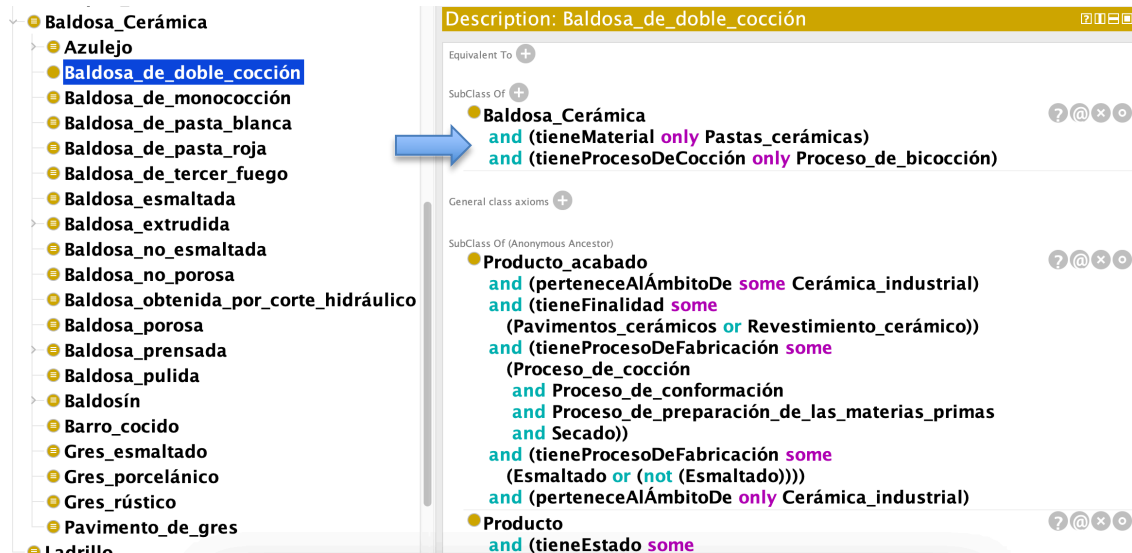 Baldosa_Cerámica
Azulejo
Baldosa_de_doble_cocción
Baldosa_de_monococción
Baldosa_de_pasta_blanca
Baldosa_de_pasta_roja
Baldosa_de_tercer_fuego
Baldosa_esmaltada
Baldosa_extrudida
Baldosa_no_esmaltada
Baldosa_no_porosa
Baldosa_obtenida_por_corte_hidráulico
Baldosa_porosa
Baldosa_prensada
Baldosa_pulida
Baldosín
Barro_cocido
Gres_esmaltado
Gres_porcelánico
Gres_rústico
Pavimento_de_gres
Ladrillo
Description: Baldosa_de_doble_cocción
Equivalent To
SubClass Of
Baldosa_Cerámica
and (tieneMaterial only Pastas_cerámicas)
and (tieneProcesoDeCocción only Proceso_de_bicocción)
General class axioms
SubClass Of (Anonymous Ancestor)
Producto_acabado
and (perteneceAlÁmbitoDe some Cerámica_industrial)
and (tieneFinalidad some
(Pavimentos_cerámicos or Revestimiento_cerámico))
and (tieneProcesoDeFabricación some
(Proceso_de_cocción
and Proceso_de_conformación
and Proceso_de_preparación_de_las_materias_primas
and Secado))
and (tieneProcesoDeFabricación some
(Esmaltado or (not (Esmaltado))))
and (perteneceAlÁmbitoDe only Cerámica_industrial)
Producto
and (tieneEstado some